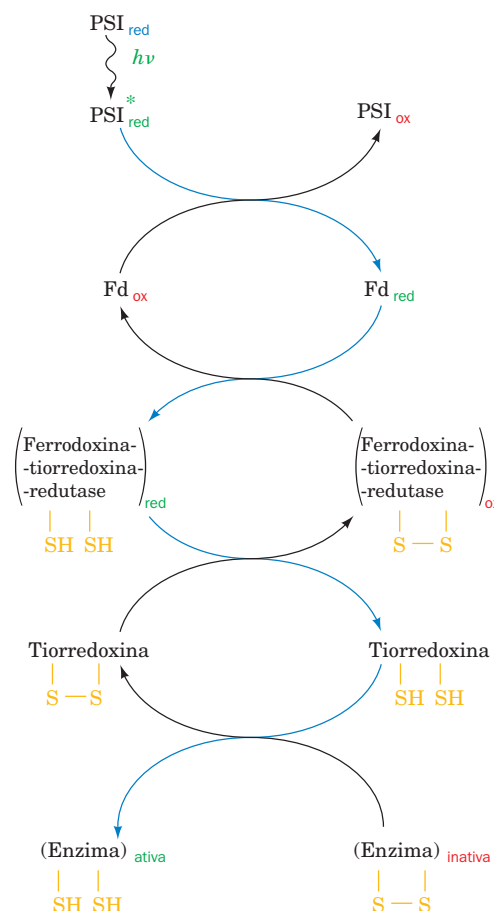 PSI red
hν
PSI* red
PSI ox
Fd ox
Fd red
(Ferrodoxina-
-tiorredoxina-
-redutase) red
SH SH
(Ferrodoxina-
-tiorredoxina-
-redutase) ox
S — S
Tiorredoxina
S — S
Tiorredoxina
SH SH
(Enzima) ativa
SH SH
(Enzima) inativa
S — S